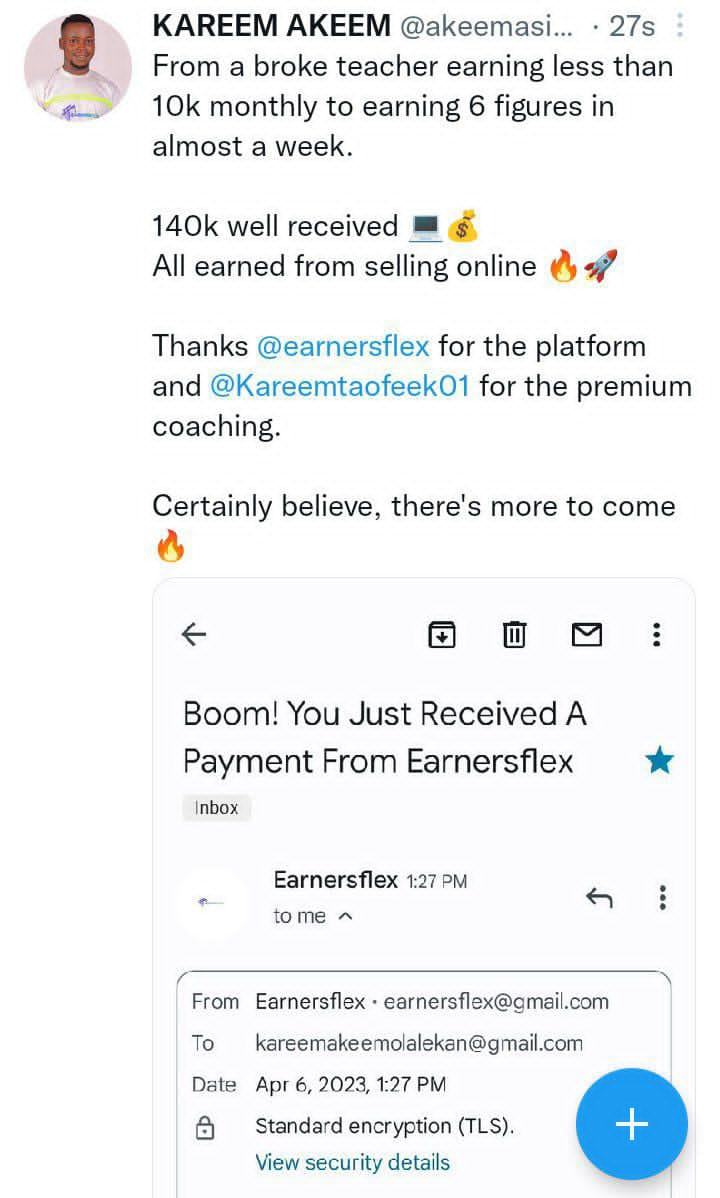 KAREEM AKEEM @akeemasi... · 27s
From a broke teacher earning less than
10k monthly to earning 6 figures in
almost a week.
140k well received 💻💰
All earned from selling online 🔥🚀
Thanks @earnersflex for the platform
and @Kareemtaofeek01 for the premium
coaching.
Certainly believe, there's more to come
🔥
Boom! You Just Received A
Payment From Earnersflex
Inbox
Earnersflex 1:27 PM
to me
From Earnersflex • earnersflex@gmail.com
To kareemakeemolalekan@gmail.com
Date Apr 6, 2023, 1:27 PM
Standard encryption (TLS).
View security details